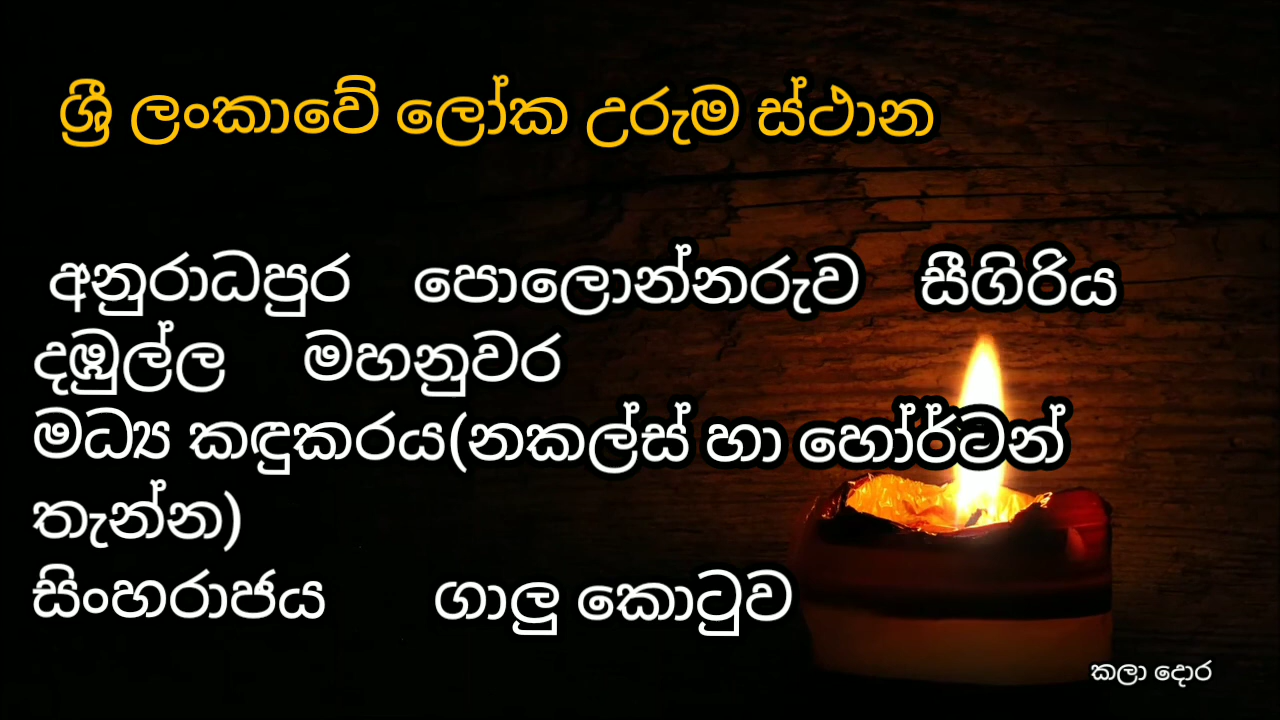 ශ්‍රී ලංකාවේ ලෝක උරුම ස්ථාන
අනුරාධපුර පොලොන්නරුව සීගිරිය
දඹුල්ල මහනුවර
මධ්‍ය කඳුකරය(නකල්ස් හා හෝර්ටන්
තැන්න)
සිංහරාජය ගාලු කොටුව
කලා දොර